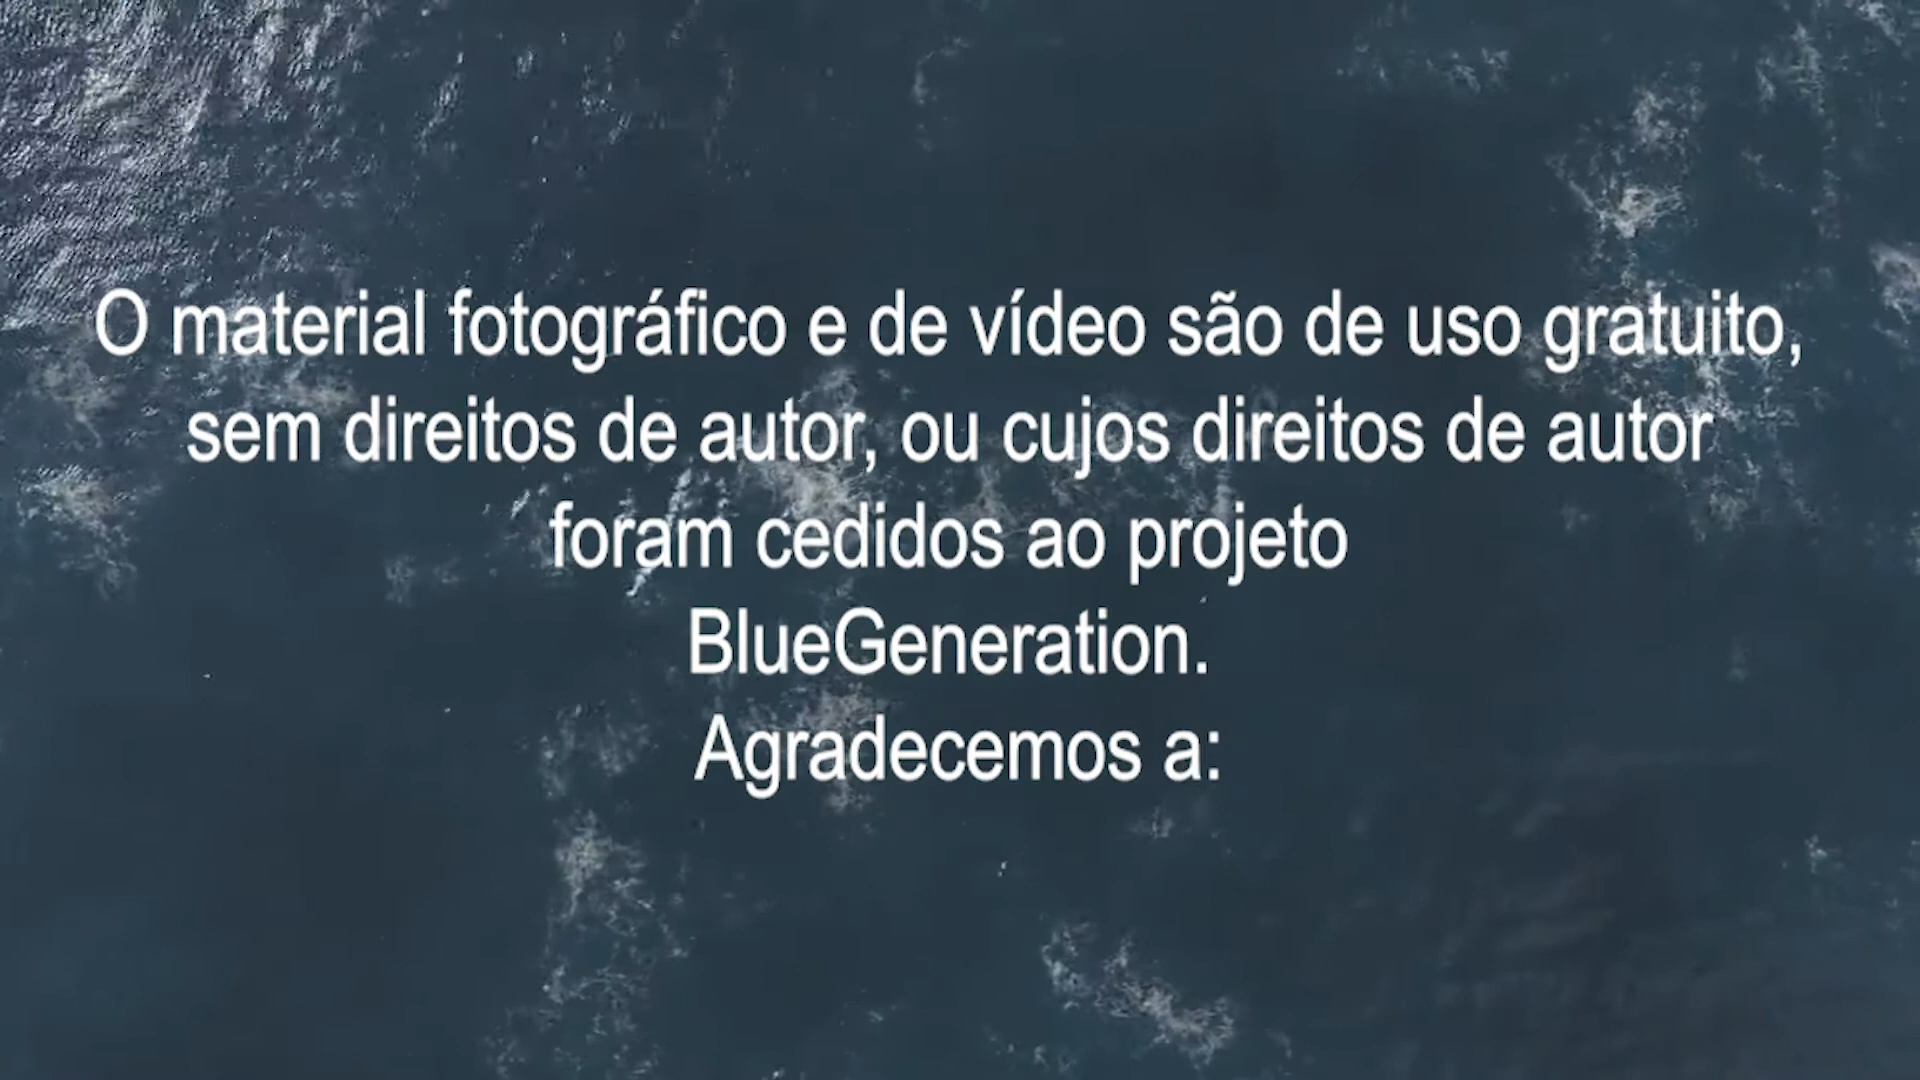 O material fotográfico e de vídeo são de uso gratuito,
sem direitos de autor, ou cujos direitos de autor
foram cedidos ao projeto
BlueGeneration.
Agradecemos a: